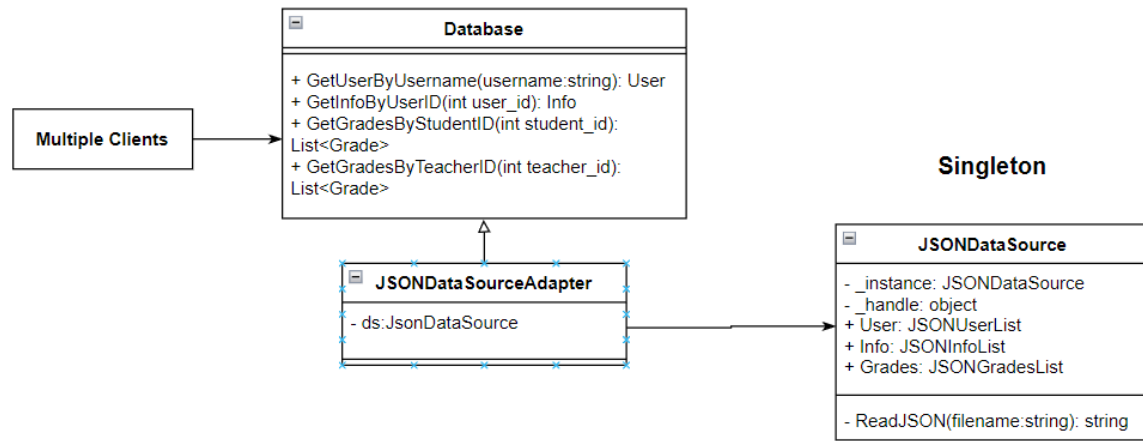 Database
+ GetUserByUsername(username:string): User
+ GetInfoByUserID(int user_id): Info
+ GetGradesByStudentID(int student_id):
List<Grade>
+ GetGradesByTeacherID(int teacher_id):
List<Grade>
Multiple Clients
Singleton
JSONDataSource
- _instance: JSONDataSource
- _handle: object
+ User: JSONUserList
+ Info: JSONInfoList
+ Grades: JSONGradesList
- ReadJSON(filename:string): string
JSONDataSourceAdapter
- ds:JsonDataSource